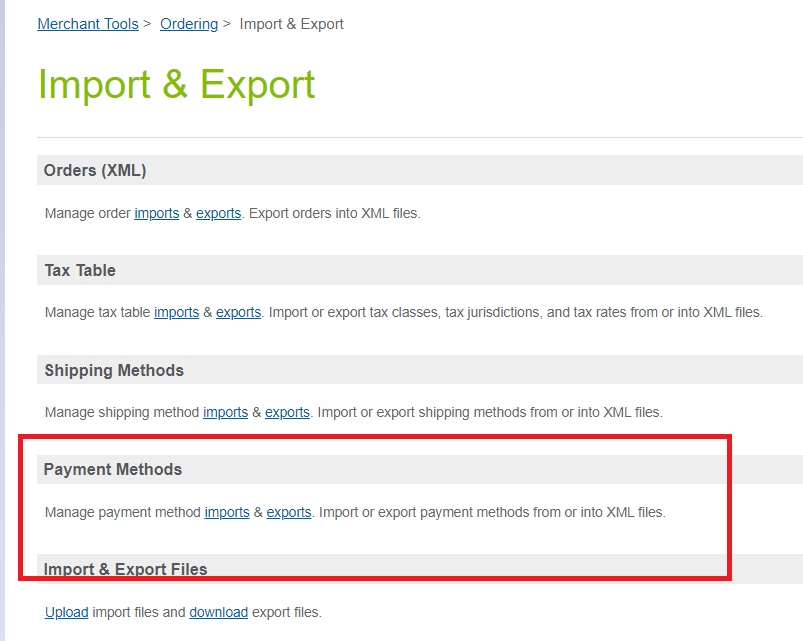 Merchant Tools > Ordering > Import & Export
Import & Export
Orders (XML)
Manage order imports & exports. Export orders into XML files.
Tax Table
Manage tax table imports & exports. Import or export tax classes, tax jurisdictions, and tax rates from or into XML files.
Shipping Methods
Manage shipping method imports & exports. Import or export shipping methods from or into XML files.
Payment Methods
Manage payment method imports & exports. Import or export payment methods from or into XML files.
Import & Export Files
Upload import files and download export files.